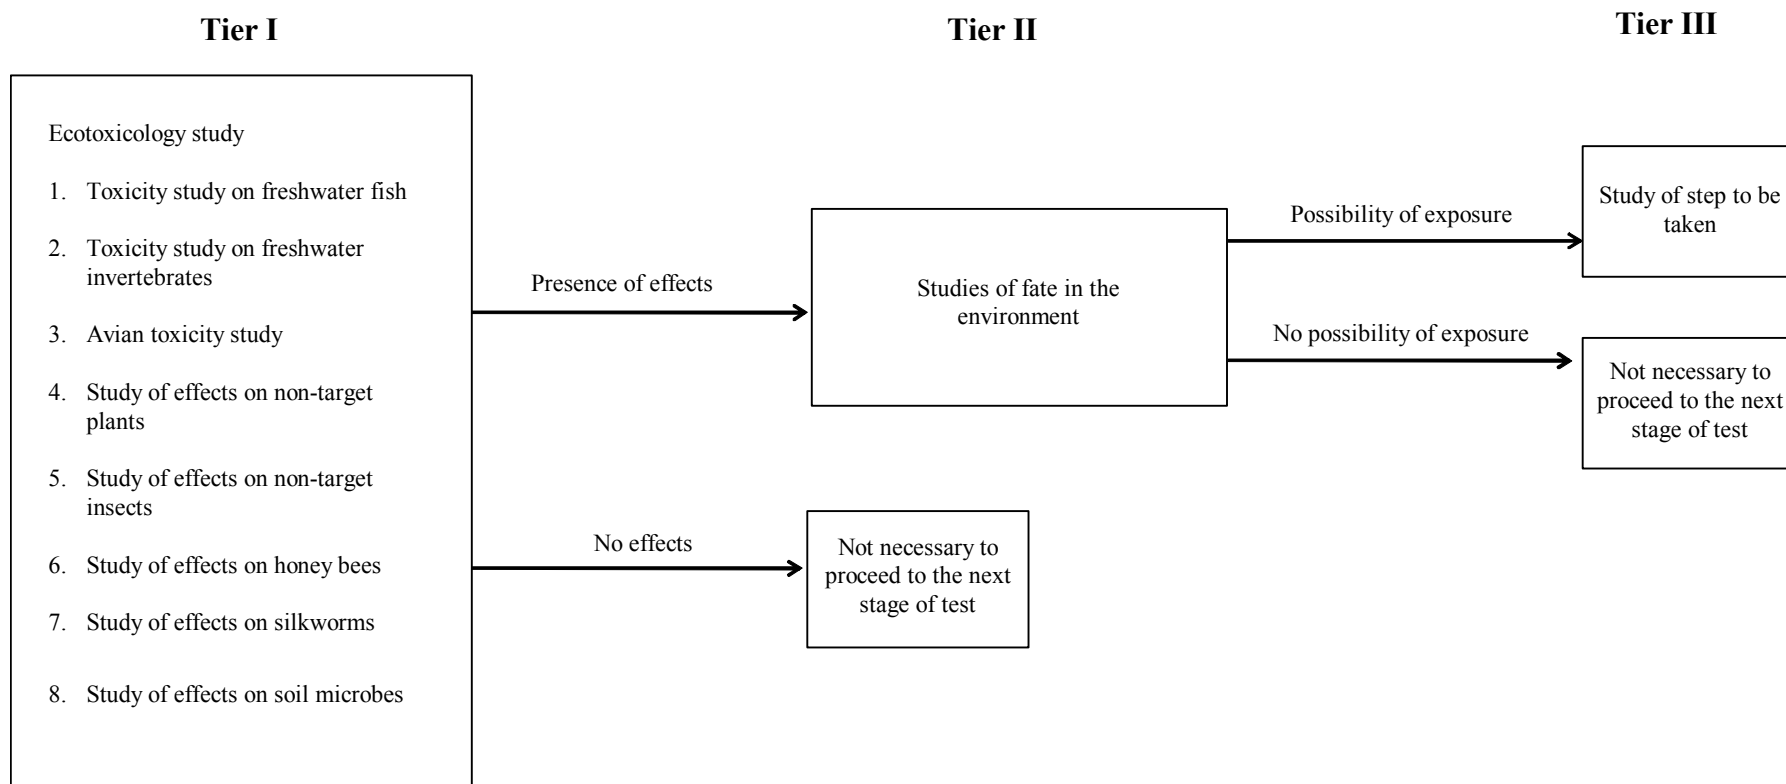 Tier I
Tier II
Tier III
Ecotoxicology study
1. Toxicity study on freshwater fish
2. Toxicity study on freshwater
invertebrates
3. Avian toxicity study
4. Study of effects on non-target
plants
5. Study of effects on non-target
insects
6. Study of effects on honey bees
7. Study of effects on silkworms
8. Study of effects on soil microbes
Presence of effects
No effects
Studies of fate in the
environment
Not necessary to
proceed to the next
stage of test
Possibility of exposure
No possibility of exposure
Study of step to be
taken
Not necessary to
proceed to the next
stage of test